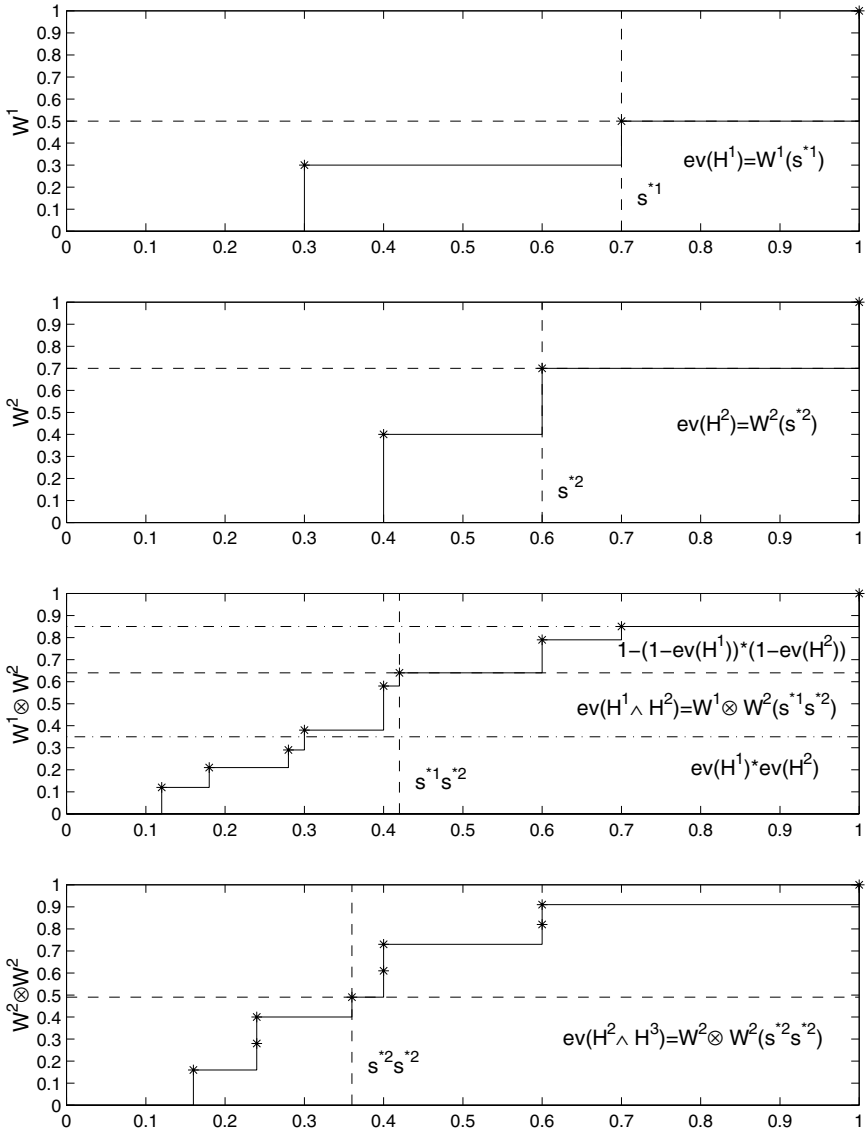 1
0.9
0.8
0.7
0.6
0.5
0.4
0.3
0.2
0.1
0
W^1
ev(H^1)=W^1(s^{*1})
s^{*1}
0 0.1 0.2 0.3 0.4 0.5 0.6 0.7 0.8 0.9 1
1
0.9
0.8
0.7
0.6
0.5
0.4
0.3
0.2
0.1
0
W^2
ev(H^2)=W^2(s^{*2})
s^{*2}
0 0.1 0.2 0.3 0.4 0.5 0.6 0.7 0.8 0.9 1
1
0.9
0.8
0.7
0.6
0.5
0.4
0.3
0.2
0.1
0
W^1⊗ W^2
1−(1−ev(H^1))*(1−ev(H^2))
ev(H^1 ∧ H^2)=W^1 ⊗ W^2(s^{*1}s^{*2})
ev(H^1)*ev(H^2)
s^{*1}s^{*2}
0 0.1 0.2 0.3 0.4 0.5 0.6 0.7 0.8 0.9 1
1
0.9
0.8
0.7
0.6
0.5
0.4
0.3
0.2
0.1
0
W^2⊗W^2
ev(H^2 ∧ H^3)=W^2 ⊗ W^2(s^{*2}s^{*2})
s^{*2}s^{*2}
0 0.1 0.2 0.3 0.4 0.5 0.6 0.7 0.8 0.9 1